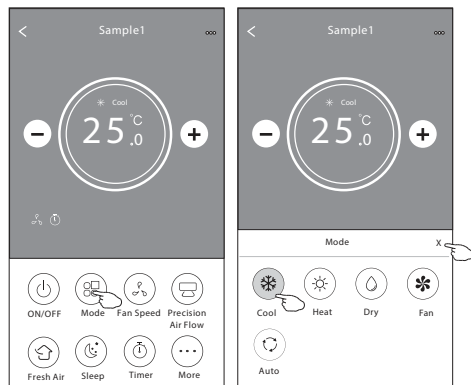 Sample1
Cool
25.0 °C
ON/OFF
Mode
Fan Speed
Precision
Air Flow
Fresh Air
Sleep
Timer
More
Sample1
Cool
25.0 °C
Mode
X
Cool
Heat
Dry
Fan
Auto